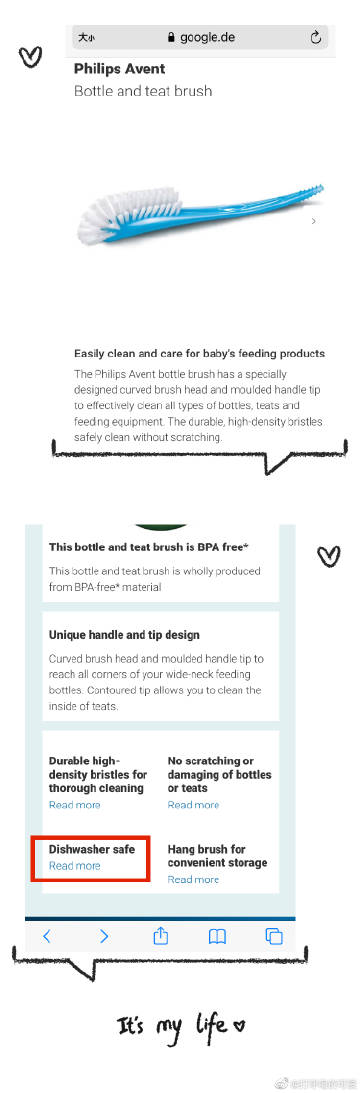 大小
google.de
Philips Avent
Bottle and teat brush
Easily clean and care for baby's feeding products
The Philips Avent bottle brush has a specially
designed curved brush head and moulded handle tip
to effectively clean all types of bottles, teats and
feeding equipment. The durable, high-density bristles
safely clean without scratching.
This bottle and teat brush is BPA free*
This bottle and teat brush is wholly produced
from BPA-free* material
Unique handle and tip design
Curved brush head and moulded handle tip to
reach all corners of your wide-neck feeding
bottles. Contoured tip allows you to clean the
inside of teats.
Durable high-
density bristles for
thorough cleaning
Read more
No scratching or
damaging of bottles
or teats
Read more
Dishwasher safe
Read more
Hang brush for
convenient storage
Read more
It's my life